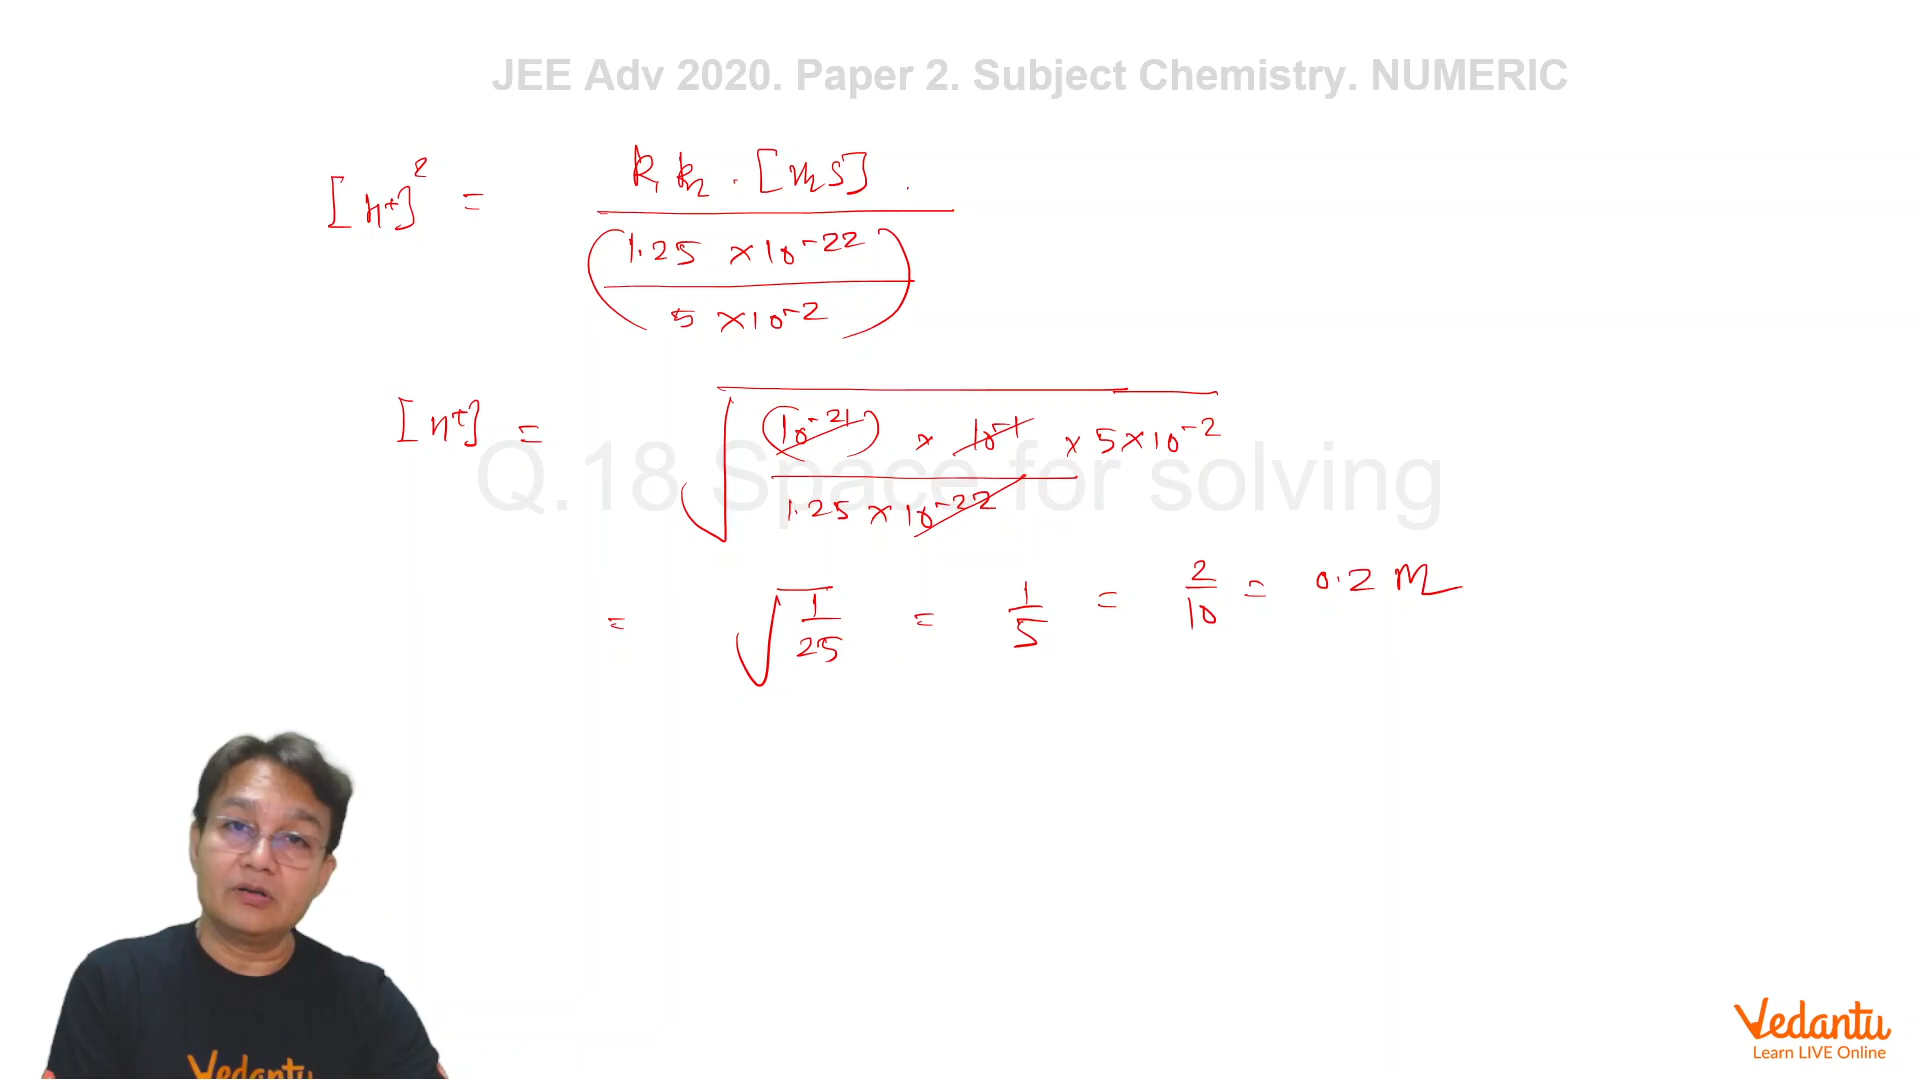 JEE Adv 2020. Paper 2. Subject Chemistry. NUMERIC
[H+]² = K₁ K₂ . [H₂S] .
(1.25 × 10⁻²²
5 × 10⁻²)
[H+] = √ (10⁻²¹) × 10⁻¹ × 5 × 10⁻²
Q.18 Space for solving
1.25 × 10⁻²²
= √ 1/25 = 1/5 = 2/10 = 0.2 M
Vedantu
Vedantu
Learn LIVE Online